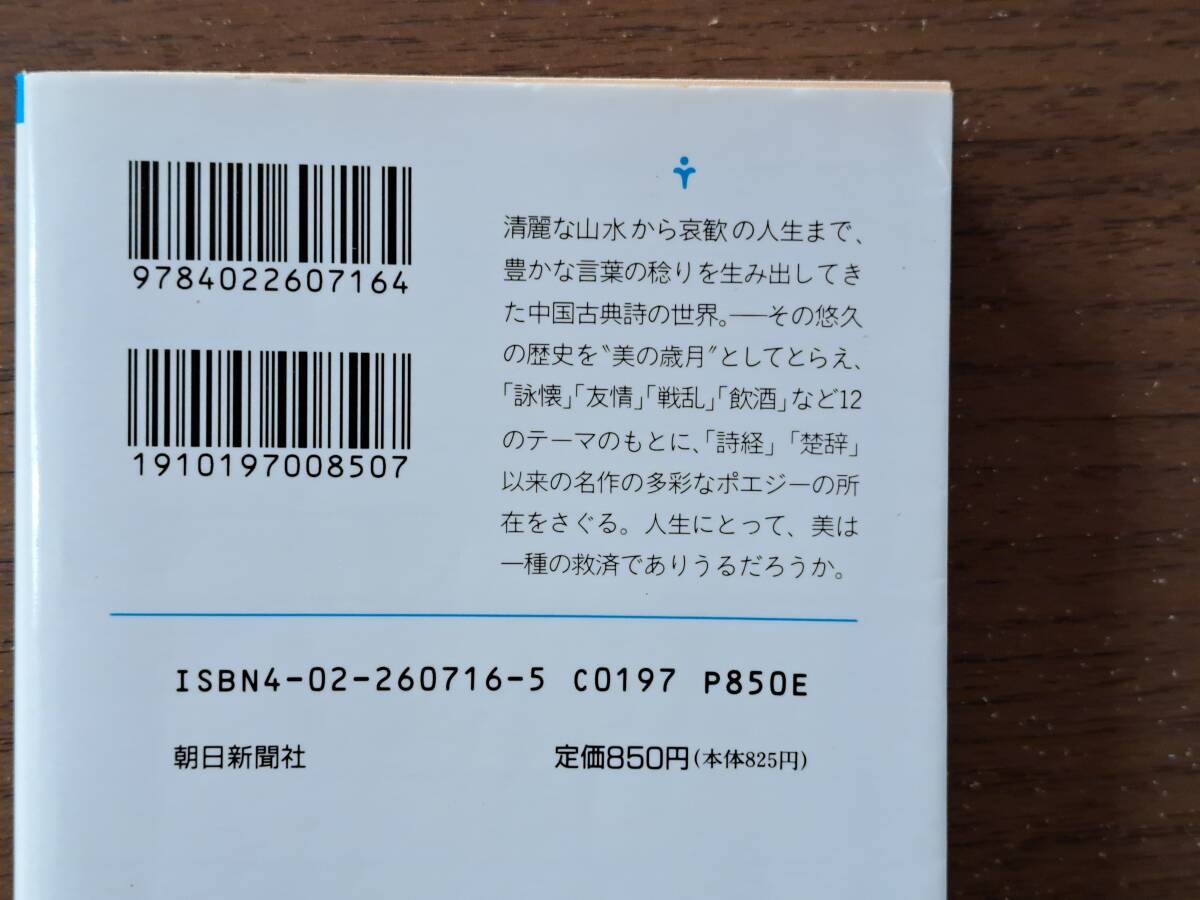 9784022607164
1910197008507
清麗な山水から哀歓の人生まで、
豊かな言葉の稔りを生み出してき
た中国古典詩の世界。──その悠久
の歴史を〝美の歳月〟としてとらえ、
「詠懐」「友情」「戦乱」「飲酒」など12
のテーマのもとに、「詩経」「楚辞」
以来の名作の多彩なポエジーの所
在をさぐる。人生にとって、美は
一種の救済でありうるだろうか。
ISBN4-02-260716-5 C0197 P850E
朝日新聞社
定価850円(本体825円)